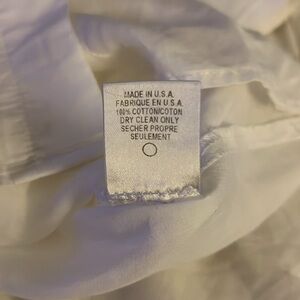 MADE IN U.S.A.
FABRIQUE EN U.S.A.
100% COTTON/COTON
DRY CLEAN ONLY
SECHER PROPRE
SEULEMENT